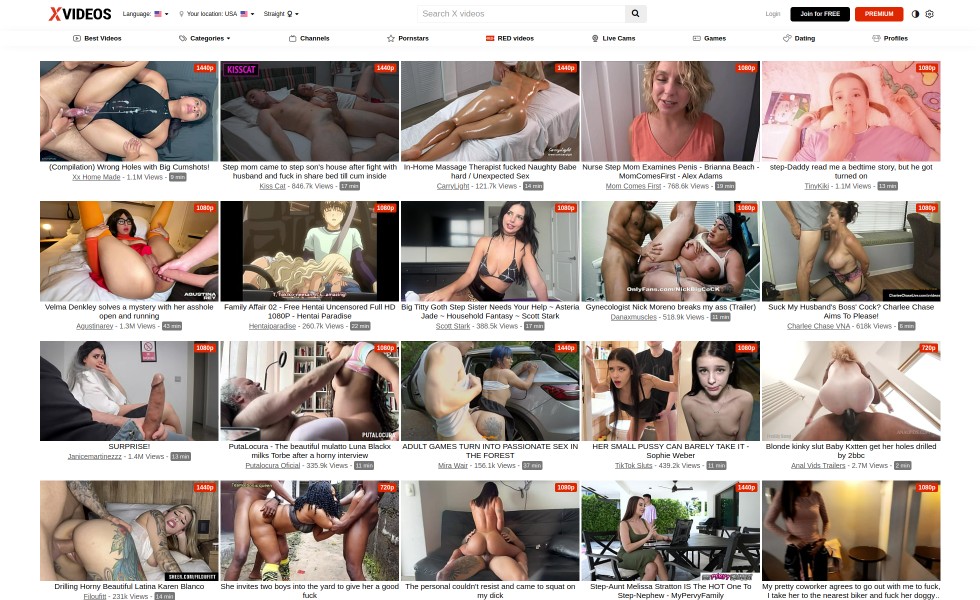 XVIDEOS
Language:
Your location: USA
Straight
Search X videos
Login
Join for FREE
PREMIUM
Best Videos
Categories
Channels
Pornstars
RED videos
Live Cams
Games
Dating
Profiles
1440p
KISSCAT
1440p
1440p
CarryLight
1080p
1080p
(Compilation) Wrong Holes with Big Cumshots!
Xx Home Made - 1.1M Views - 9 min
Step mom came to step son's house after fight with
husband and fuck in share bed till cum inside
Kiss Cat - 846.7k Views - 17 min
In-Home Massage Therapist fucked Naughty Babe
hard / Unexpected Sex
CarryLight - 121.7k Views - 14 min
Nurse Step Mom Examines Penis - Brianna Beach -
MomComesFirst - Alex Adams
Mom Comes First - 768.6k Views - 19 min
step-Daddy read me a bedtime story, but he got
turned on
TinyKiki - 1.1M Views - 13 min
1080p
AGUSTINA
REY
1080p
1080p
1080p
OnlyFans.com/NickBigCoCK
1080p
Velma Denkley solves a mystery with her asshole
open and running
Agustinarey - 1.3M Views - 43 min
Family Affair 02 - Free Hentai Uncensored Full HD
1080P - Hentai Paradise
Hentaiparadise - 260.7k Views - 22 min
Big Titty Goth Step Sister Needs Your Help ~ Asteria
Jade ~ Household Fantasy ~ Scott Stark
Scott Stark - 388.5k Views - 17 min
Gynecologist Nick Moreno breaks my ass (Trailer)
Danaxmuscles - 518.9k Views - 11 min
Suck My Husband's Boss' Cock? Charlee Chase
Aims To Please!
Charlee Chase VNA - 618k Views - 6 min
1080p
1080p
PUTALOCURA
1440p
1080p
720p
SURPRISE!
Janicemartinezzz - 1.4M Views - 13 min
PutaLocura - The beautiful mulatto Luna Blackx
milks Torbe after a horny interview
Putalocura Oficial - 335.9k Views - 11 min
ADULT GAMES TURN INTO PASSIONATE SEX IN
THE FOREST
Mira Wair - 156.1k Views - 37 min
HER SMALL PUSSY CAN BARELY TAKE IT -
Sophie Weber
TikTok Sluts - 439.2k Views - 11 min
Blonde kinky slut Baby Kxtten get her holes drilled
by 2bbc
Anal Vids Trailers - 2.7M Views - 2 min
1440p
720p
1080p
1440p
1080p
Drilling Horny Beautiful Latina Karen Blanco
Filoufitt - 231k Views - 14 min
She invites two boys into the yard to give her a good
fuck
The personal couldn't resist and came to squat on
my dick
Step-Aunt Melissa Stratton IS THE HOT One To
Step-Nephew - MyPervyFamily
My pretty coworker agrees to go out with me to fuck,
I take her to the nearest biker and fuck her doggy..